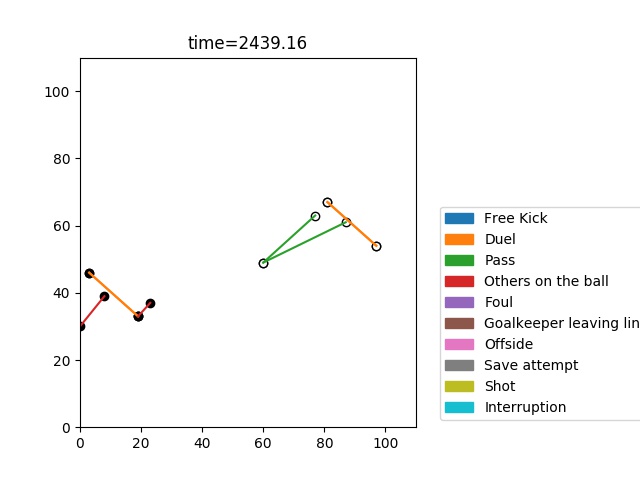 time=2439.16
100
80
60
40
20
0
0 20 40 60 80 100
Free Kick
Duel
Pass
Others on the ball
Foul
Goalkeeper leaving lin
Offside
Save attempt
Shot
Interruption